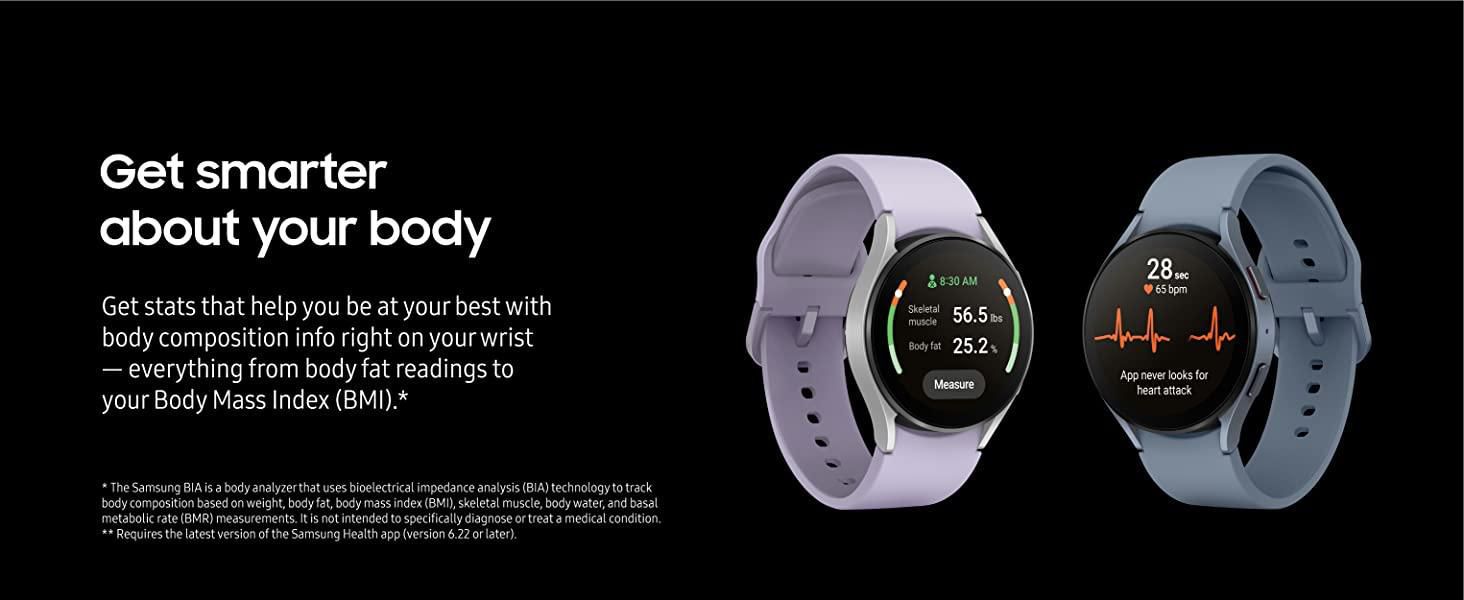 Get smarter
about your body
Get stats that help you be at your best with
body composition info right on your wrist
— everything from body fat readings to
your Body Mass Index (BMI).*
* The Samsung BIA is a body analyzer that uses bioelectrical impedance analysis (BIA) technology to track
body composition based on weight, body fat, body mass index (BMI), skeletal muscle, body water, and basal
metabolic rate (BMR) measurements. It is not intended to specifically diagnose or treat a medical condition.
** Requires the latest version of the Samsung Health app (version 6.22 or later).
8:30 AM
Skeletal
muscle 56.5 lbs
Body fat 25.2 %
Measure
28 sec
65 bpm
App never looks for
heart attack